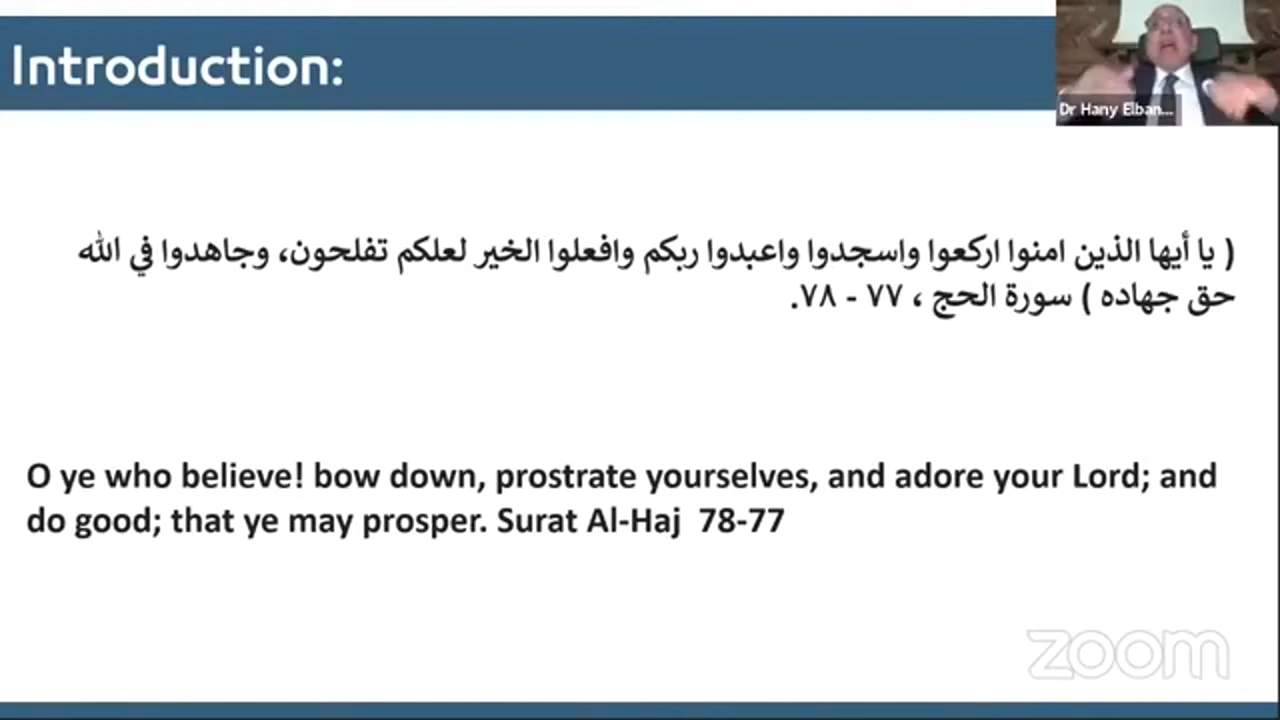 Introduction:
Dr Hany Elban...
( يا أيها الذين امنوا اركعوا واسجدوا واعبدوا ربكم وافعلوا الخير لعلكم تفلحون، وجاهدوا في الله
حق جهاده ) سورة الحج ، ٧٧ - ٧٨.
O ye who believe! bow down, prostrate yourselves, and adore your Lord; and
do good; that ye may prosper. Surat Al-Haj 78-77
zoom